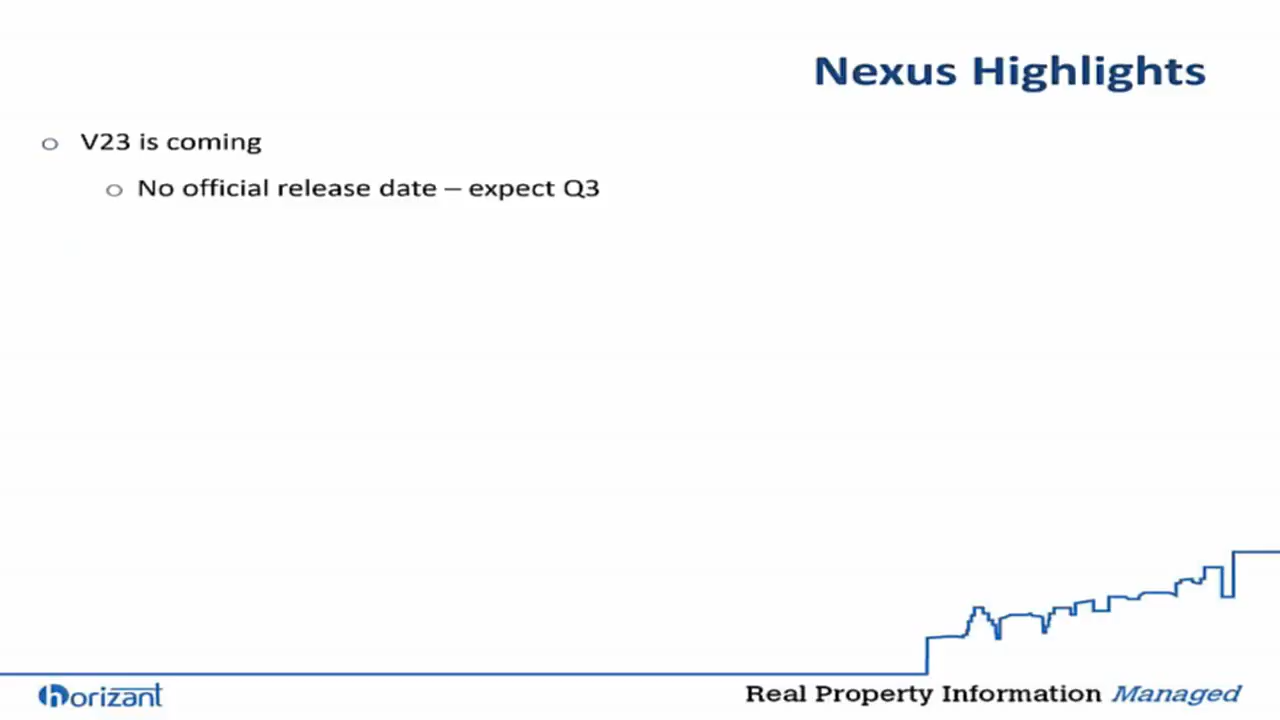 Nexus Highlights
V23 is coming
No official release date – expect Q3
horizant
Real Property Information Managed